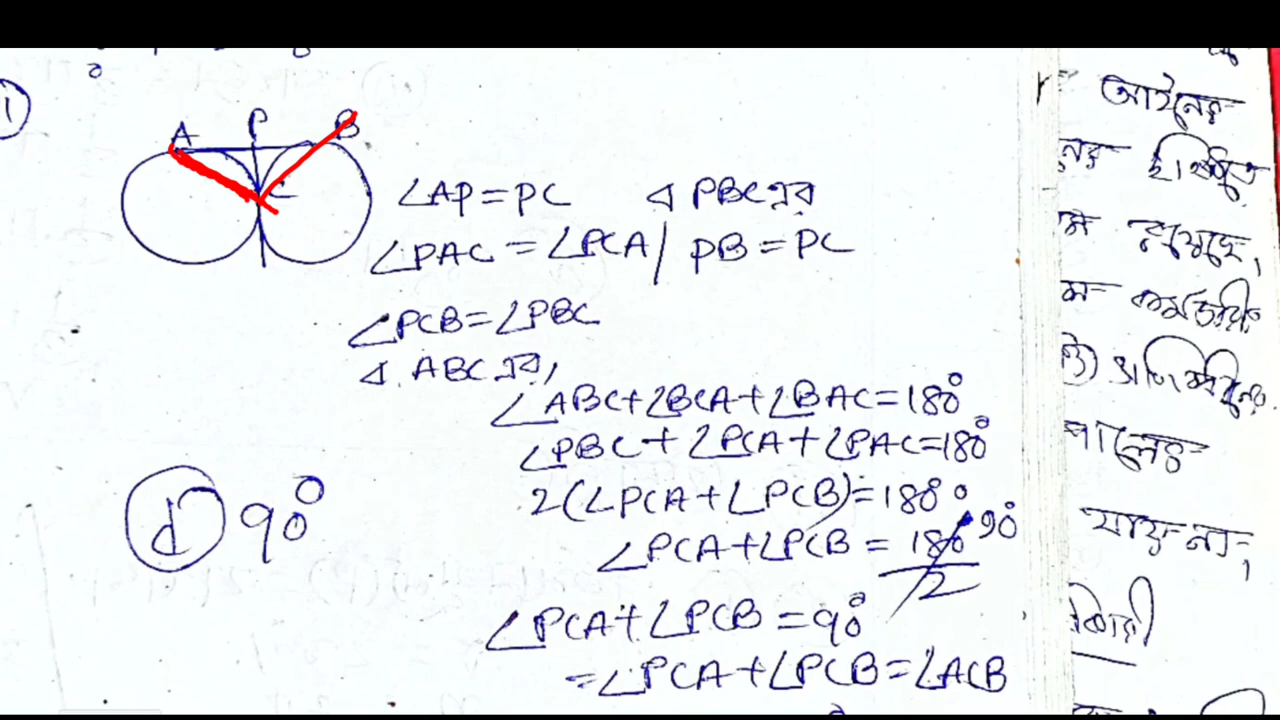 1
A P B
C
∠AP = PC ⊲ PBC এর
∠PAC = ∠PCA / PB = PC
∠PCB = ∠PBC
⊲ ABC এর,
∠ABC + ∠BCA + ∠BAC = 180°
∠PBC + ∠PCA + ∠PAC = 180°
2(∠PCA + ∠PCB) = 180°
∠PCA + ∠PCB = 180°/2 90°
∠PCA + ∠PCB = 90°
= ∠PCA + ∠PCB = ∠ACB
d 90°
আইনের
পালের
যায় না,